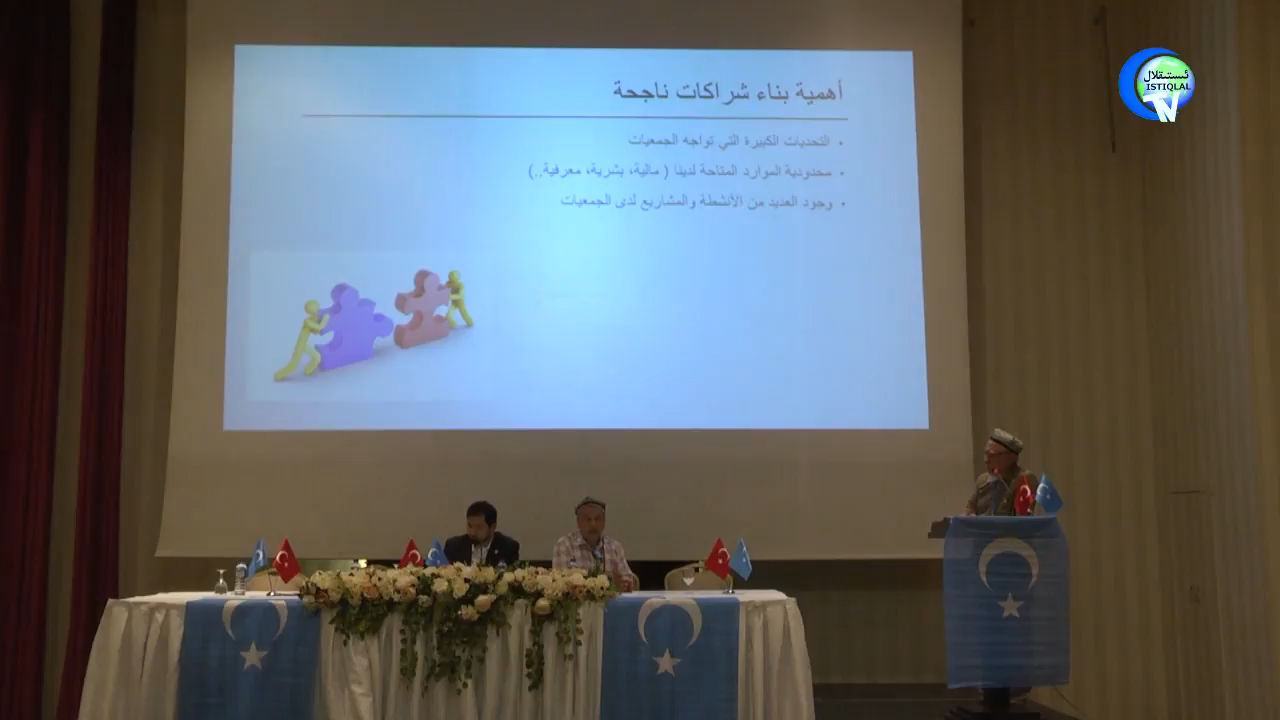 أهمية بناء شراكات ناجحة
• التحديات الكبيرة التي تواجه الجمعيات
• محدودية الموارد المتاحة لدينا ( مالية، بشرية، معرفية..)
• وجود العديد من الأنشطة والمشاريع لدى الجمعيات
ئىستىقلال
ISTIQLAL
TV